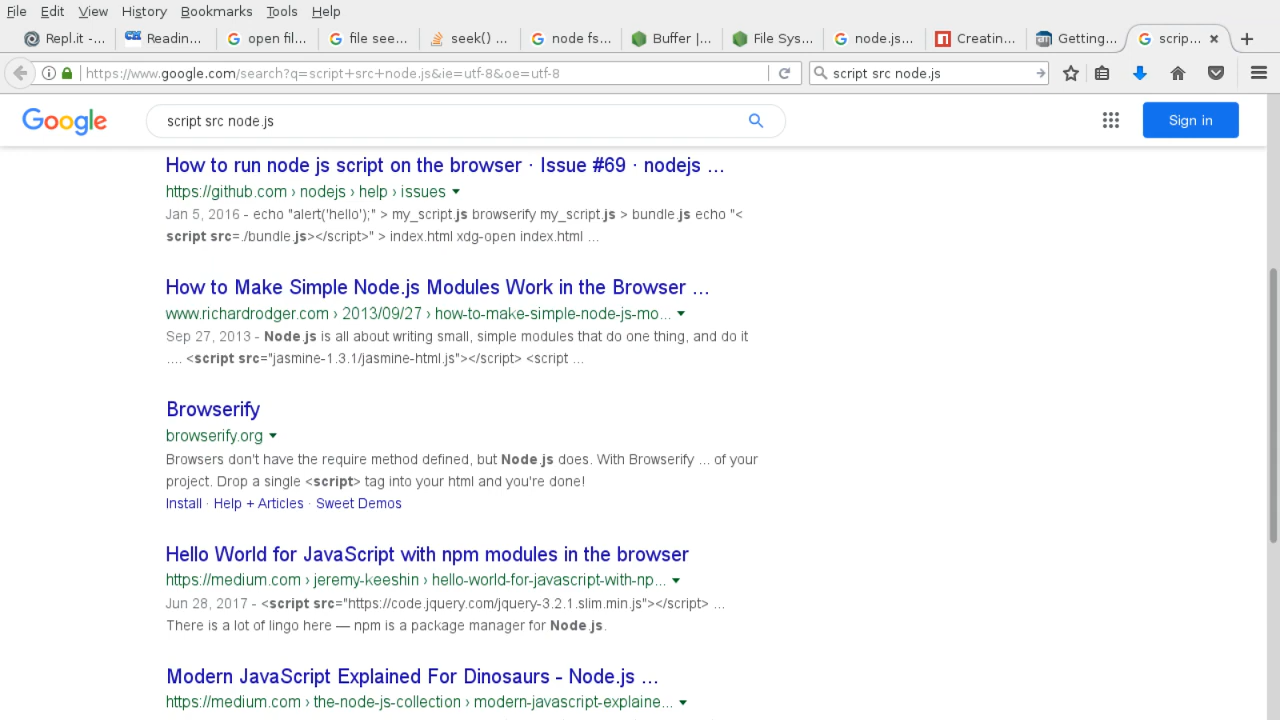 File Edit View History Bookmarks Tools Help
Repl.it -... Readin... open fil... file see... seek() ... node fs... Buffer |... File Sys... node.js... Creatin... Getting... scrip...
https://www.google.com/search?q=script+src+node.js&ie=utf-8&oe=utf-8 script src node.js
Google script src node.js Sign in
How to run node js script on the browser · Issue #69 · nodejs ...
https://github.com › nodejs › help › issues
Jan 5, 2016 - echo "alert('hello');" > my_script.js browserify my_script.js > bundle.js echo "<
script src=./bundle.js></script>" > index.html xdg-open index.html ...
How to Make Simple Node.js Modules Work in the Browser ...
www.richardrodger.com › 2013/09/27 › how-to-make-simple-node-js-mo...
Sep 27, 2013 - Node.js is all about writing small, simple modules that do one thing, and do it
.... <script src="jasmine-1.3.1/jasmine-html.js"></script> <script ...
Browserify
browserify.org
Browsers don't have the require method defined, but Node.js does. With Browserify ... of your
project. Drop a single <script> tag into your html and you're done!
Install · Help + Articles · Sweet Demos
Hello World for JavaScript with npm modules in the browser
https://medium.com › jeremy-keeshin › hello-world-for-javascript-with-np...
Jun 28, 2017 - <script src="https://code.jquery.com/jquery-3.2.1.slim.min.js"></script> ...
There is a lot of lingo here — npm is a package manager for Node.js.
Modern JavaScript Explained For Dinosaurs - Node.js ...
https://medium.com › the-node-js-collection › modern-javascript-explaine...